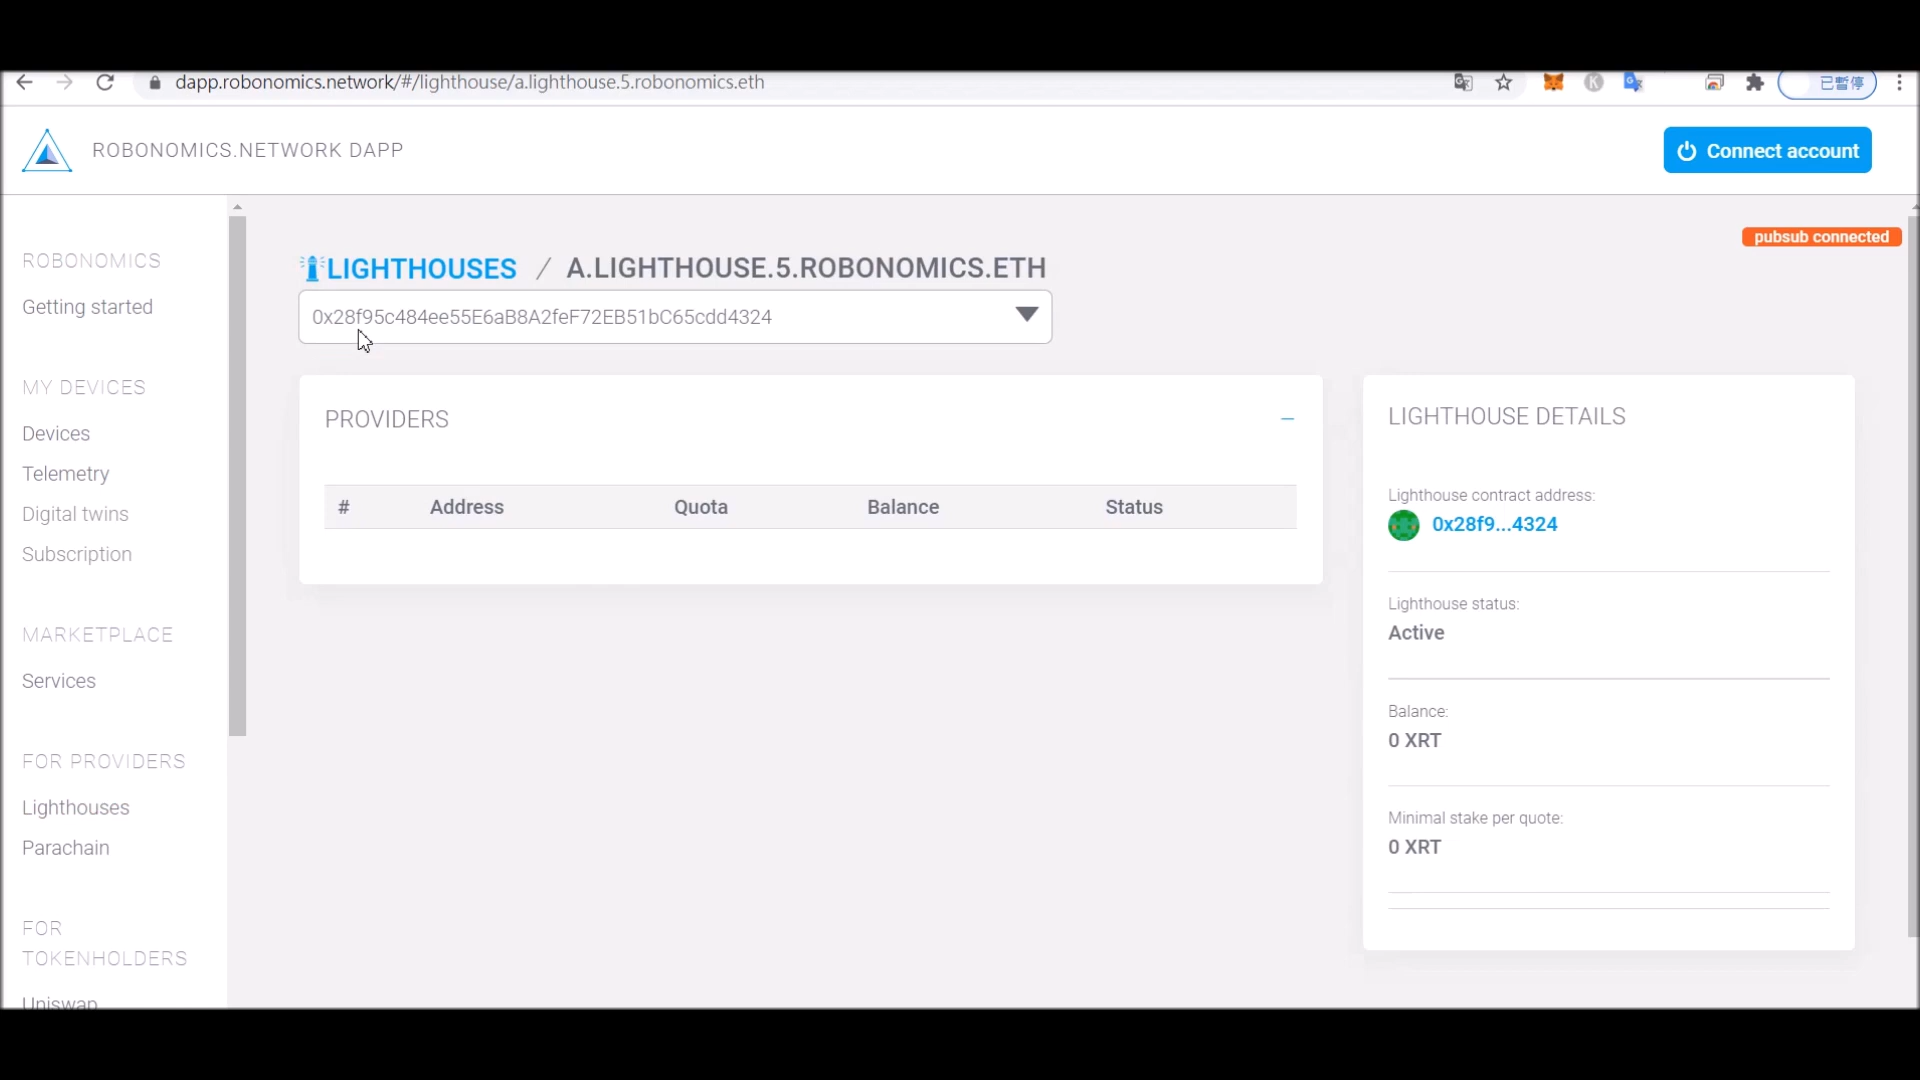 dapp.robonomics.network/#/lighthouse/a.lighthouse.5.robonomics.eth
已暫停
ROBONOMICS.NETWORK DAPP
Connect account
pubsub connected
ROBONOMICS
Getting started
MY DEVICES
Devices
Telemetry
Digital twins
Subscription
MARKETPLACE
Services
FOR PROVIDERS
Lighthouses
Parachain
FOR
TOKENHOLDERS
Uniswap
LIGHTHOUSES / A.LIGHTHOUSE.5.ROBONOMICS.ETH
0x28f95c484ee55E6aB8A2feF72EB51bC65cdd4324
PROVIDERS
# Address Quota Balance Status
LIGHTHOUSE DETAILS
Lighthouse contract address:
0x28f9...4324
Lighthouse status:
Active
Balance:
0 XRT
Minimal stake per quote:
0 XRT